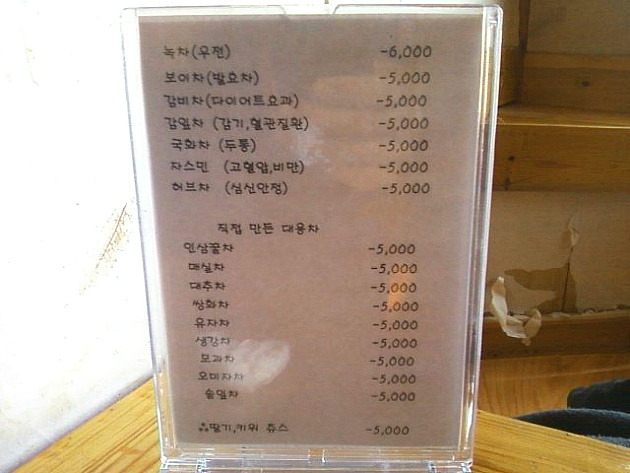 녹차(우전) -6,000
보이차(발효차) -5,000
감비차(다이어트효과) -5,000
감잎차 (감기,혈관질환) -5,000
국화차 (두통) -5,000
자스민 (고혈압,비만) -5,000
허브차 (심신안정) -5,000
직접 만든 대용차
인삼꿀차 -5,000
매실차 -5,000
대추차 -5,000
쌍화차 -5,000
유자차 -5,000
생강차 -5,000
모과차 -5,000
오미자차 -5,000
솔잎차 -5,000
⁂딸기,키위 쥬스 -5,000